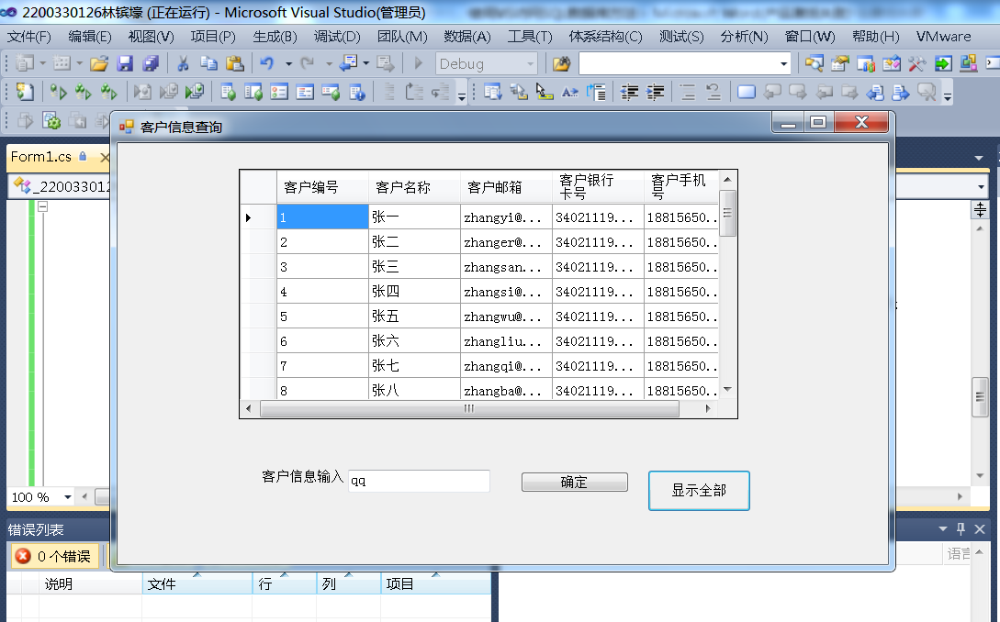 2200330126林镔壕 (正在运行) - Microsoft Visual Studio(管理员)
文件(F) 编辑(E) 视图(V) 项目(P) 生成(B) 调试(D) 团队(M) 数据(A) 工具(T) 体系结构(C) 测试(S) 分析(N) 窗口(W) 帮助(H) VMware
Debug
Form1.cs
_220033012
客户信息查询
客户编号 客户名称 客户邮箱 客户银行卡号 客户手机号
1 张一 zhangyi@... 34021119... 18815650..
2 张二 zhanger@... 34021119... 18815650..
3 张三 zhangsan... 34021119... 18815650..
4 张四 zhangsi@... 34021119... 18815650..
5 张五 zhangwu@... 34021119... 18815650..
6 张六 zhangliu... 34021119... 18815650..
7 张七 zhangqi@... 34021119... 18815650..
8 张八 zhangba@... 34021119... 18815650..
客户信息输入 qq 确定 显示全部
100 %
错误列表
0 个错误
语言
说明 文件 行 列 项目